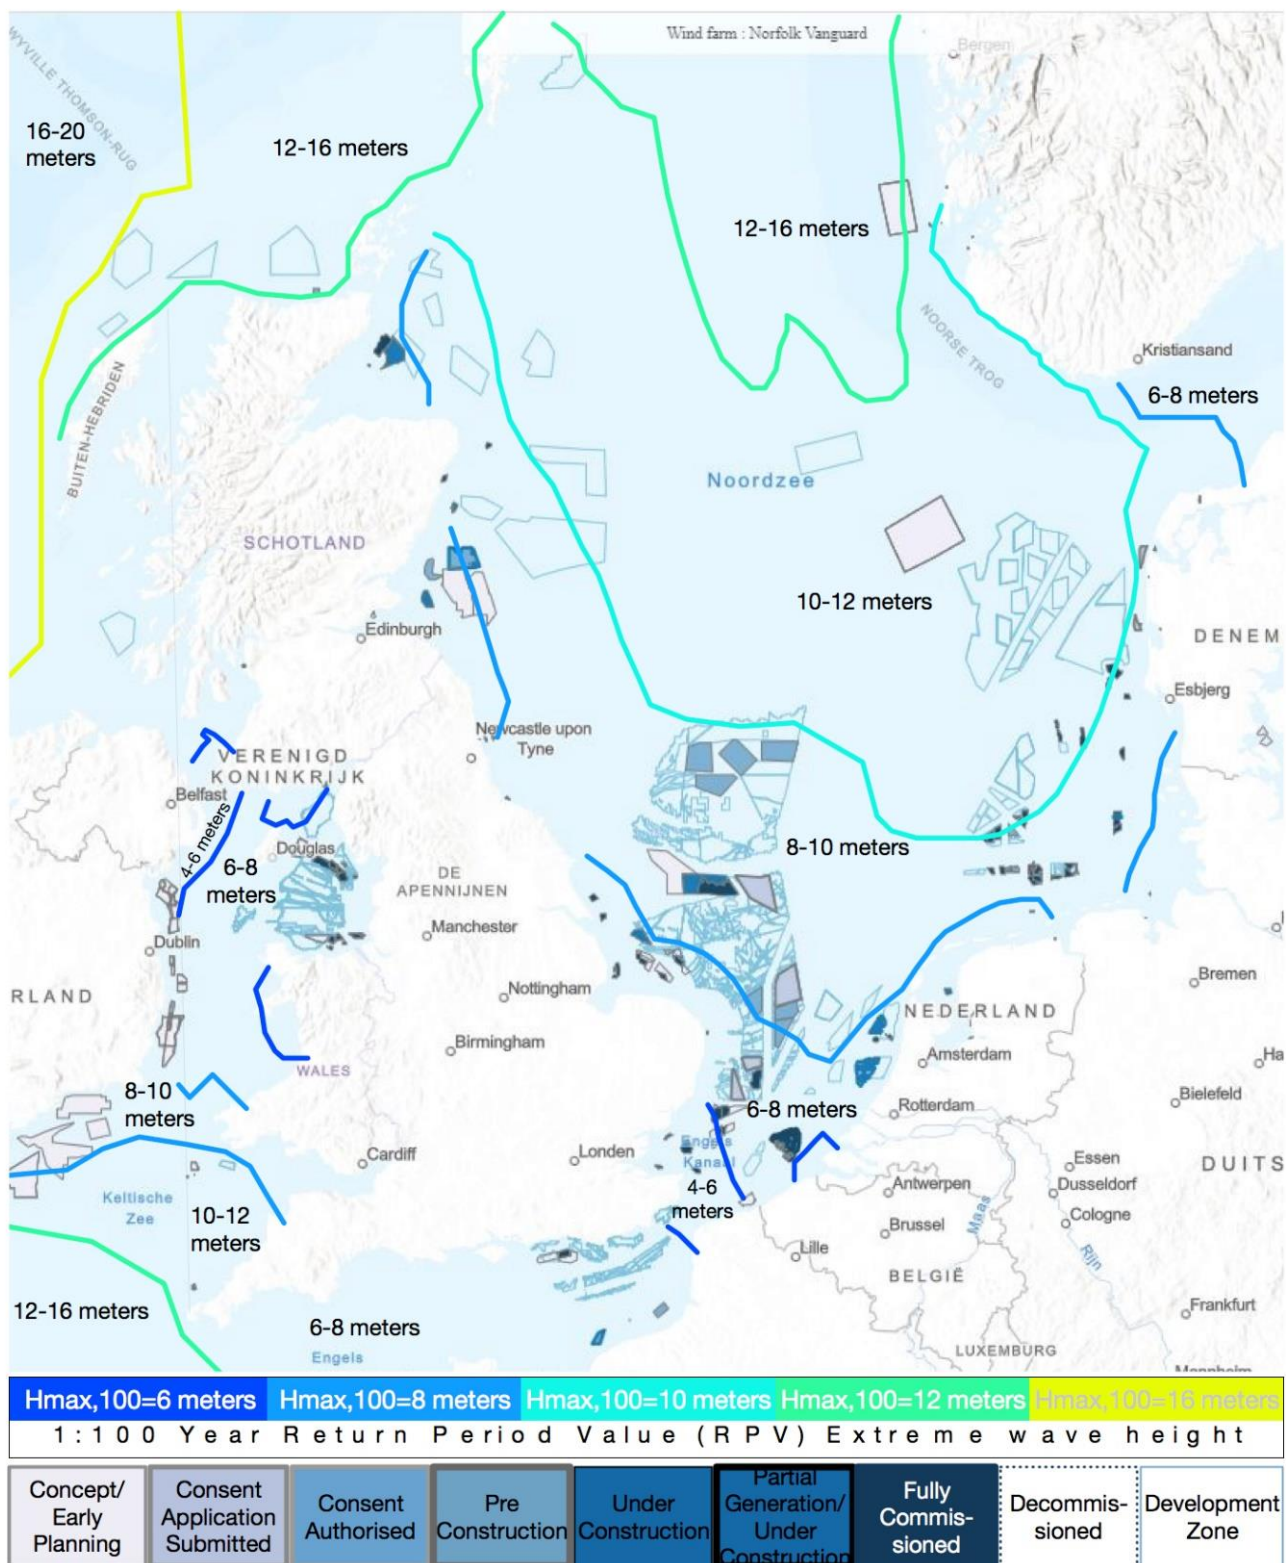 Wind farm : Norfolk Vanguard
Bergen
WYVILLE THOMSON-RUG
16-20
meters
12-16 meters
12-16 meters
NOORSE TROG
Kristiansand
6-8 meters
BUITEN-HEBRIDEN
Noordzee
SCHOTLAND
10-12 meters
Edinburgh
DENEM
Esbjerg
Newcastle upon
Tyne
VERENIGD
KONINKRIJK
Belfast
4-6 meters
Douglas
6-8
meters
8-10 meters
DE
APENNIJNEN
Manchester
Dublin
Bremen
RLAND
Nottingham
NEDERLAND
Birmingham
Amsterdam
Ha
WALES
8-10
meters
6-8 meters
Rotterdam
Bielefeld
Cardiff
Londen
Engels
Kanaal
Essen
DUITS
Keltische
Zee
4-6
meters
Antwerpen
Dusseldorf
10-12
meters
Maas
Cologne
Brussel
Lille
Rijn
BELGIË
12-16 meters
6-8 meters
Frankfurt
Engels
LUXEMBURG
Mannheim
Hmax,100=6 meters
Hmax,100=8 meters
Hmax,100=10 meters
Hmax,100=12 meters
Hmax,100=16 meters
1:100 Year Return Period Value (RPV) Extreme wave height
Concept/
Early
Planning
Consent
Application
Submitted
Consent
Authorised
Pre
Construction
Under
Construction
Partial
Generation/
Under
Construction
Fully
Commis-
sioned
Decommis-
sioned
Development
Zone